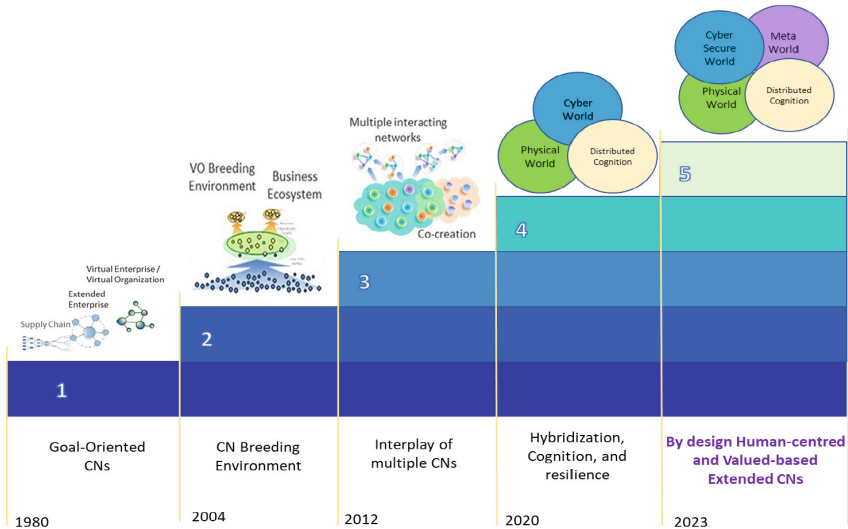 Cyber
Secure
World
Meta
World
Physical
World
Distributed
Cognition
Cyber
World
Physical
World
Distributed
Cognition
Multiple interacting
networks
Co-creation
VO Breeding
Environment
Business
Ecosystem
Virtual Enterprise /
Virtual Organization
Extended
Enterprise
Supply Chain
5
4
3
2
1
Goal-Oriented
CNs
CN Breeding
Environment
Interplay of
multiple CNs
Hybridization,
Cognition, and
resilience
By design Human-centred
and Valued-based
Extended CNs
1980
2004
2012
2020
2023